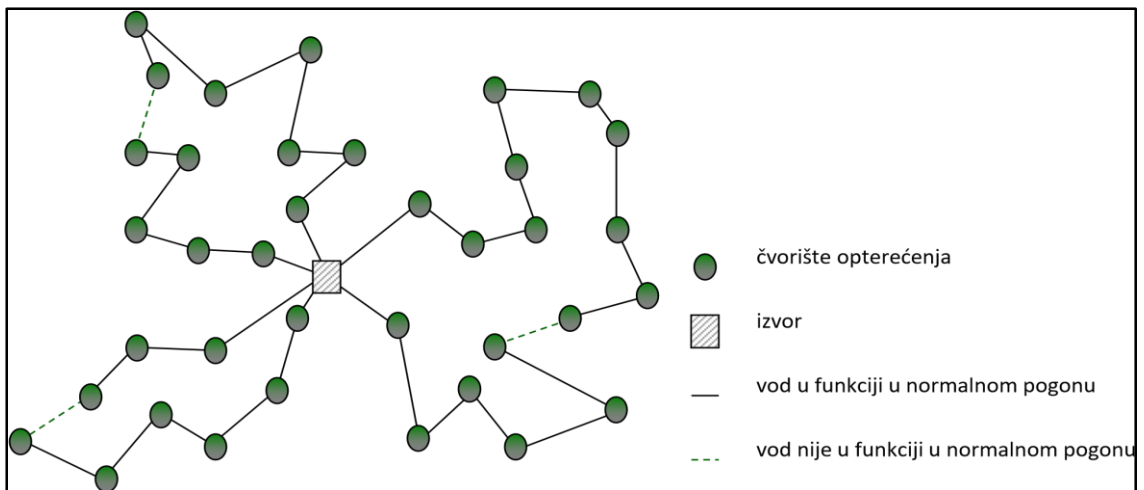 čvorište opterećenja
izvor
vod u funkciji u normalnom pogonu
vod nije u funkciji u normalnom pogonu